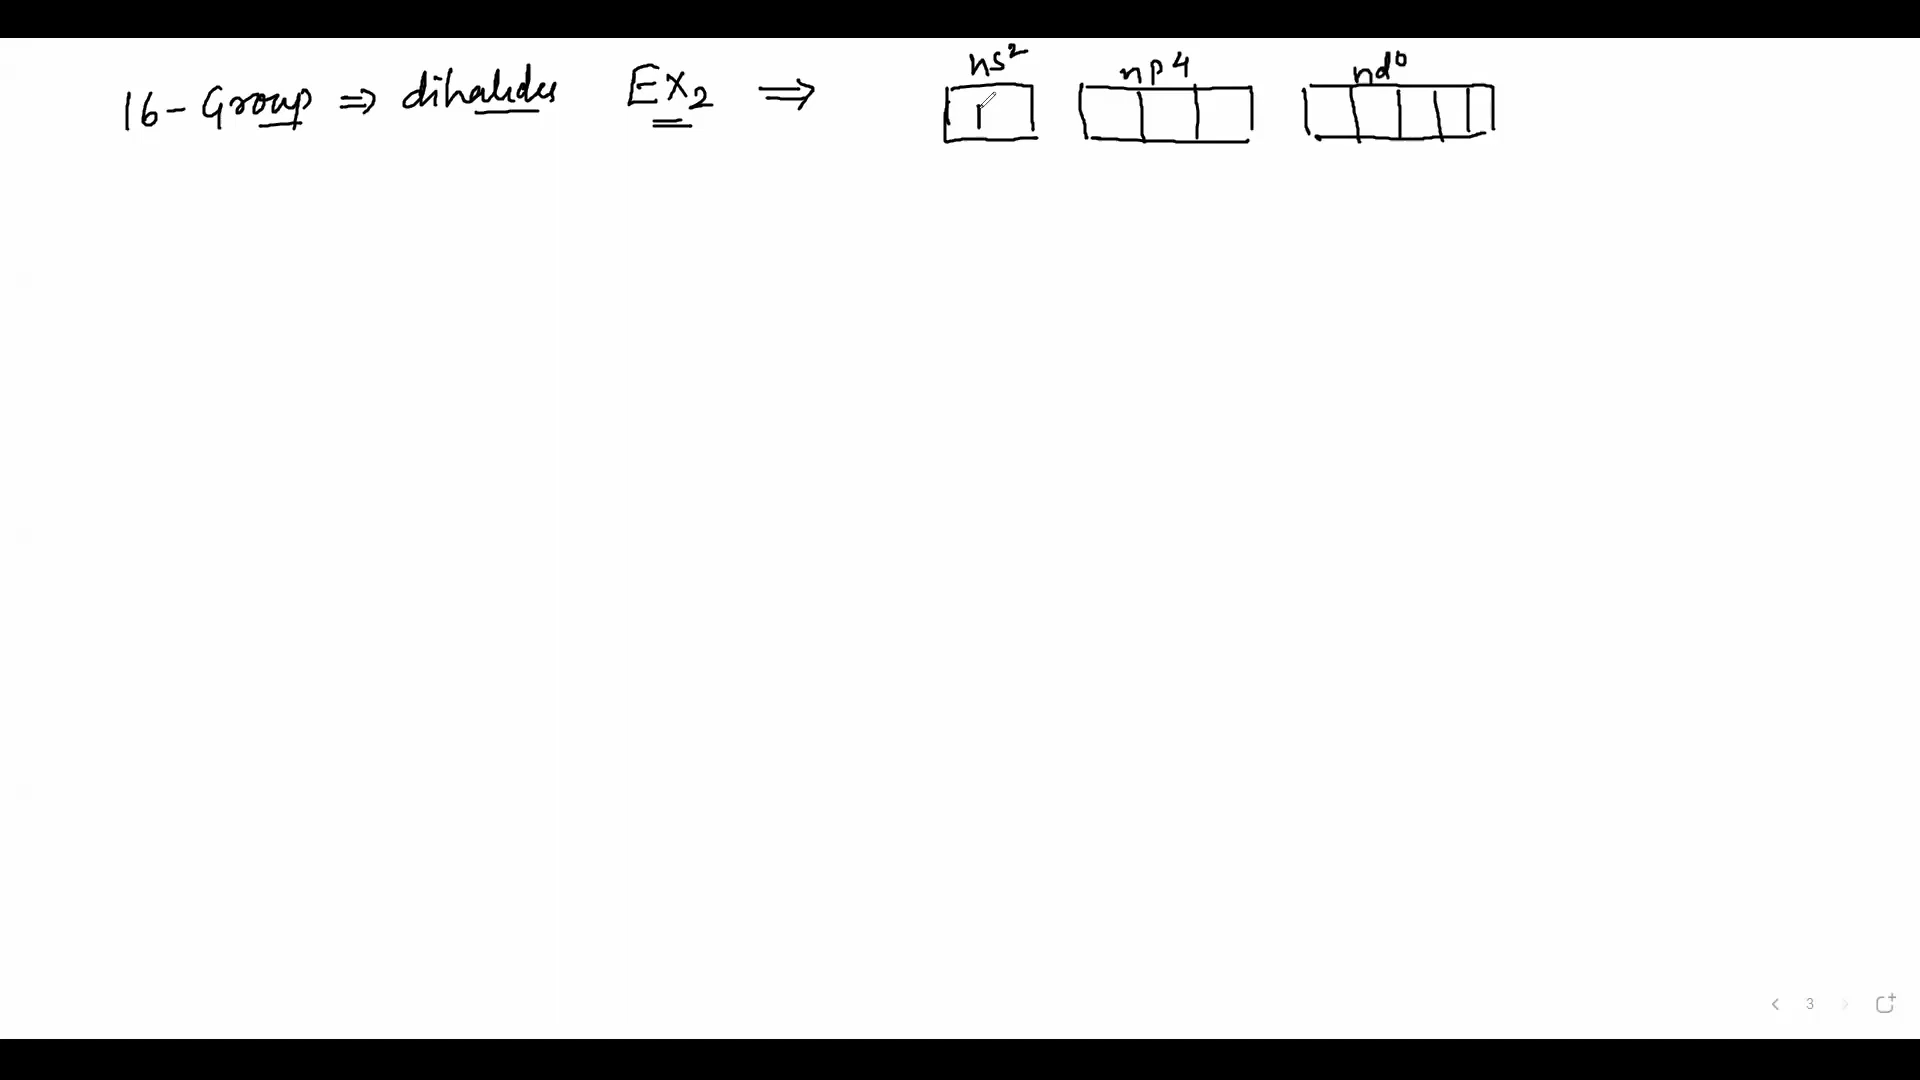 16-Group ⇒ dihalides EX₂ ⇒ ns² np4 nd⁰
3